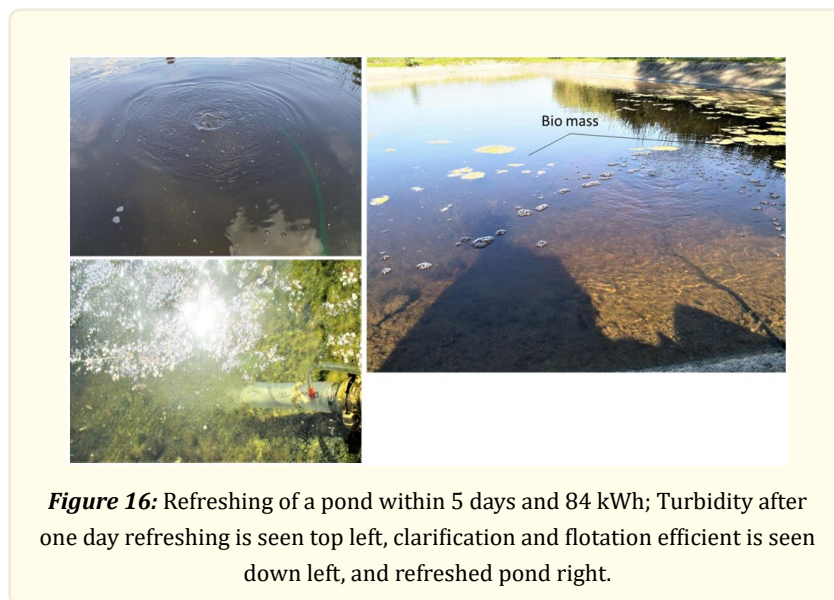 Bio mass
Figure 16: Refreshing of a pond within 5 days and 84 kWh; Turbidity after
one day refreshing is seen top left, clarification and flotation efficient is seen
down left, and refreshed pond right.